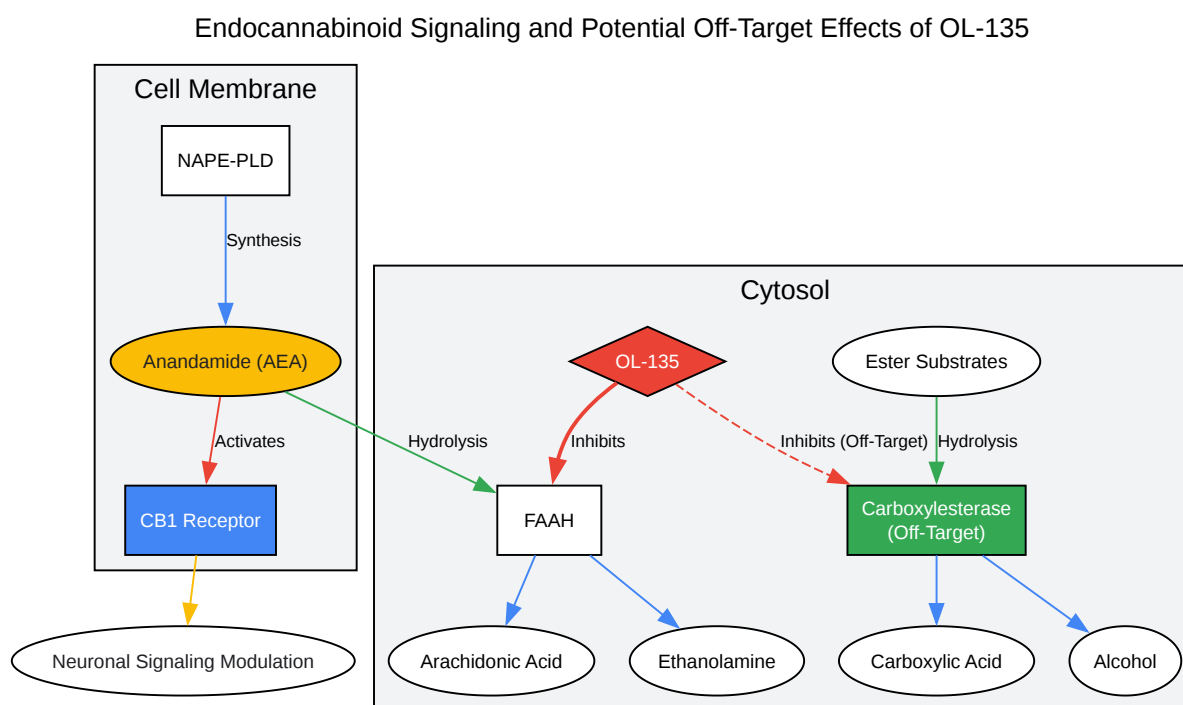 Endocannabinoid Signaling and Potential Off-Target Effects of OL-135
Cell Membrane
NAPE-PLD
Synthesis
Cytosol
Anandamide (AEA)
OL-135
Ester Substrates
Activates
Hydrolysis
Inhibits
Inhibits (Off-Target)
Hydrolysis
CB1 Receptor
FAAH
Carboxylesterase
(Off-Target)
Neuronal Signaling Modulation
Arachidonic Acid
Ethanolamine
Carboxylic Acid
Alcohol